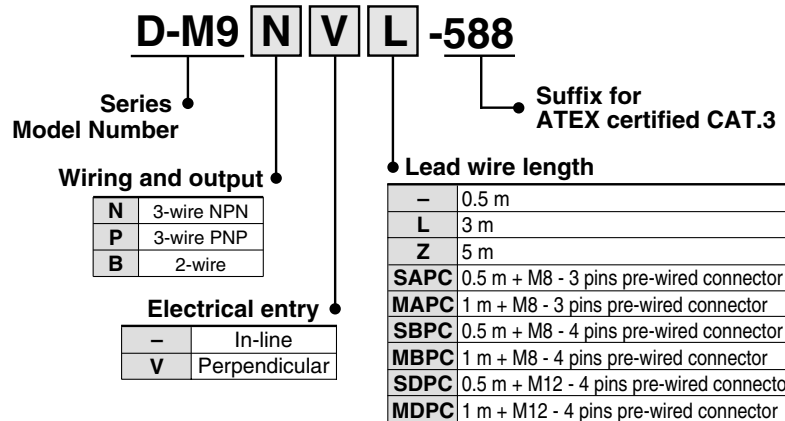 D-M9 N V L -588
Series
Model Number
Suffix for
ATEX certified CAT.3
Wiring and output
N 3-wire NPN
P 3-wire PNP
B 2-wire
Electrical entry
– In-line
V Perpendicular
Lead wire length
– 0.5 m
L 3 m
Z 5 m
SAPC 0.5 m + M8 - 3 pins pre-wired connector
MAPC 1 m + M8 - 3 pins pre-wired connector
SBPC 0.5 m + M8 - 4 pins pre-wired connector
MBPC 1 m + M8 - 4 pins pre-wired connector
SDPC 0.5 m + M12 - 4 pins pre-wired connecto
MDPC 1 m + M12 - 4 pins pre-wired connector